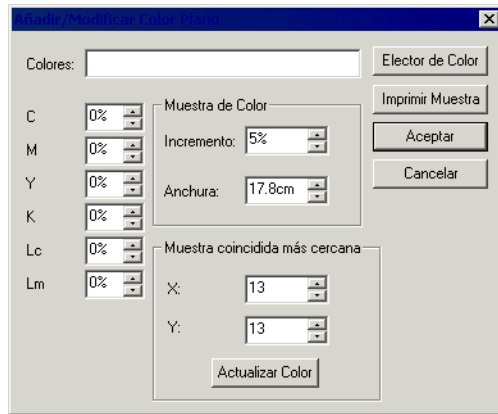 Añadir/Modificar Color Plano
Colores:
Elector de Color
Imprimir Muestra
Aceptar
Cancelar
C 0%
M 0%
Y 0%
K 0%
Lc 0%
Lm 0%
Muestra de Color
Incremento: 5%
Anchura: 17.8cm
Muestra coincidida más cercana
X: 13
Y: 13
Actualizar Color